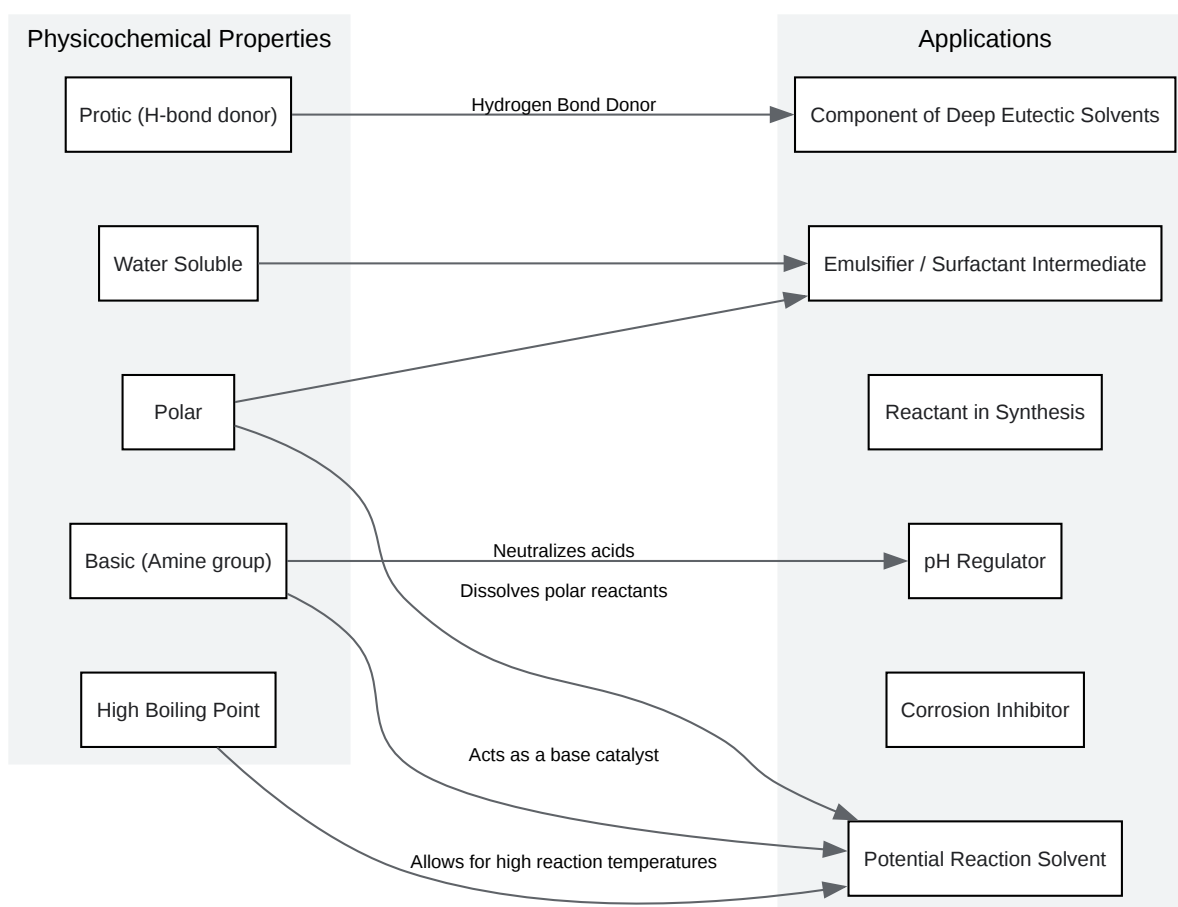 Physicochemical Properties
Applications
Protic (H-bond donor)
Hydrogen Bond Donor
Component of Deep Eutectic Solvents
Water Soluble
Emulsifier / Surfactant Intermediate
Polar
Reactant in Synthesis
Basic (Amine group)
Neutralizes acids
pH Regulator
Dissolves polar reactants
High Boiling Point
Corrosion Inhibitor
Acts as a base catalyst
Allows for high reaction temperatures
Potential Reaction Solvent